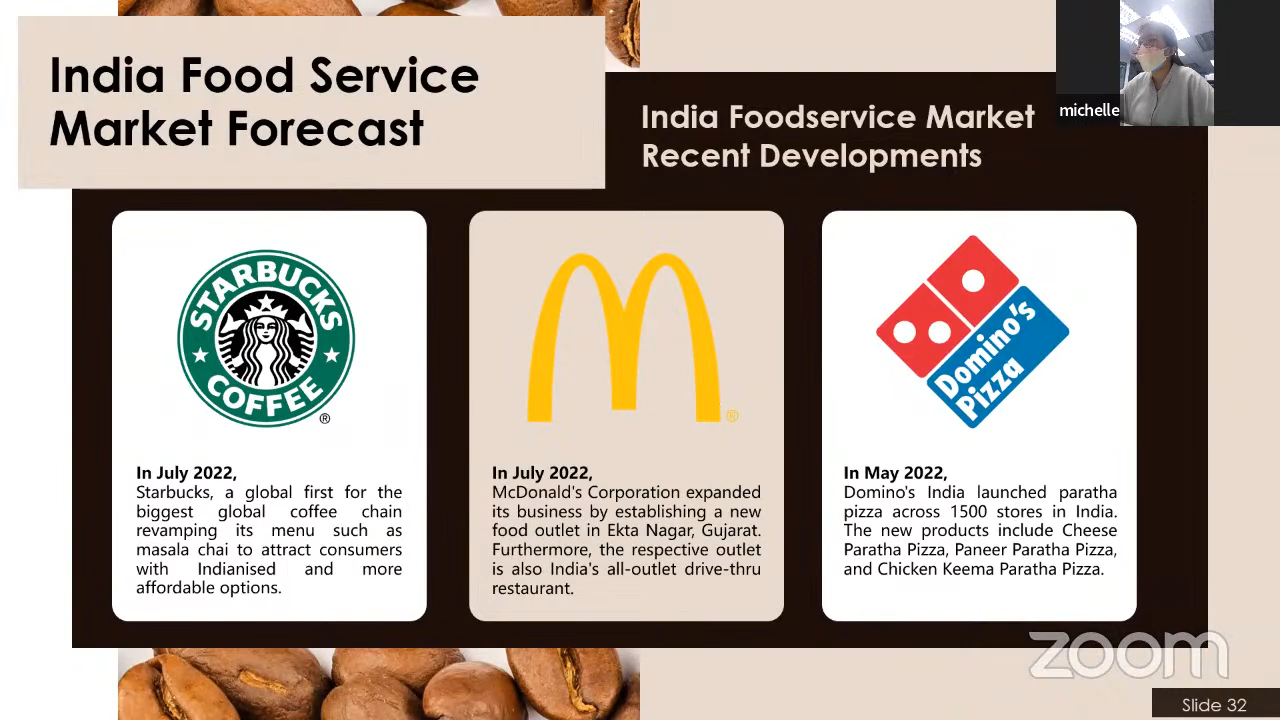 India Food Service
Market Forecast
India Foodservice Market
Recent Developments
michelle
STARBUCKS
COFFEE
®
In July 2022,
Starbucks, a global first for the
biggest global coffee chain
revamping its menu such as
masala chai to attract consumers
with Indianised and more
affordable options.
®
In July 2022,
McDonald's Corporation expanded
its business by establishing a new
food outlet in Ekta Nagar, Gujarat.
Furthermore, the respective outlet
is also India's all-outlet drive-thru
restaurant.
Domino's
Pizza
In May 2022,
Domino's India launched paratha
pizza across 1500 stores in India.
The new products include Cheese
Paratha Pizza, Paneer Paratha Pizza,
and Chicken Keema Paratha Pizza.
zoom
Slide 32